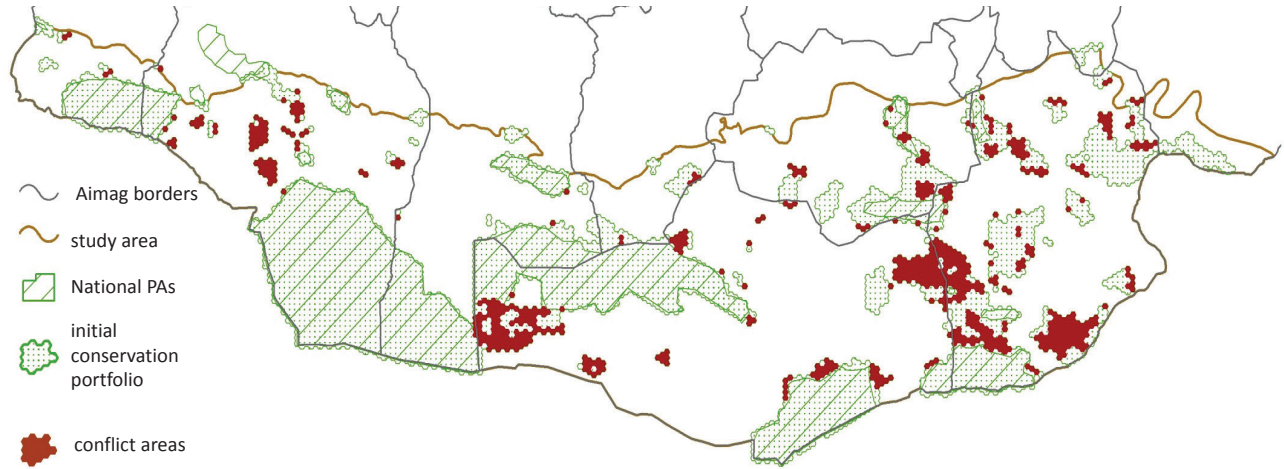 Aimag borders
study area
National PAs
initial
conservation
portfolio
conflict areas